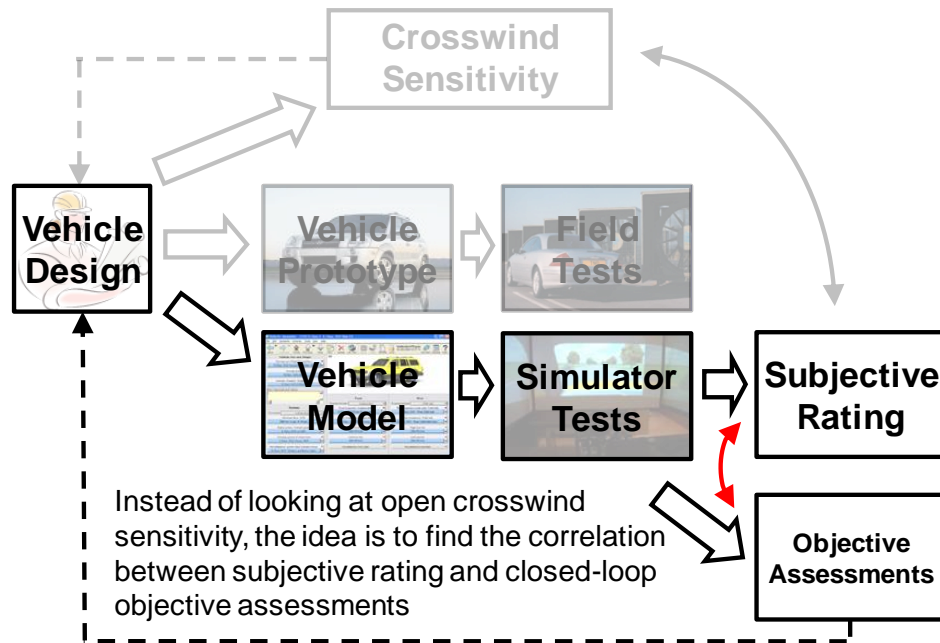 Crosswind
Sensitivity
Vehicle
Design
Vehicle
Prototype
Field
Tests
Vehicle
Model
Simulator
Tests
Subjective
Rating
Instead of looking at open crosswind
sensitivity, the idea is to find the correlation
between subjective rating and closed-loop
objective assessments
Objective
Assessments